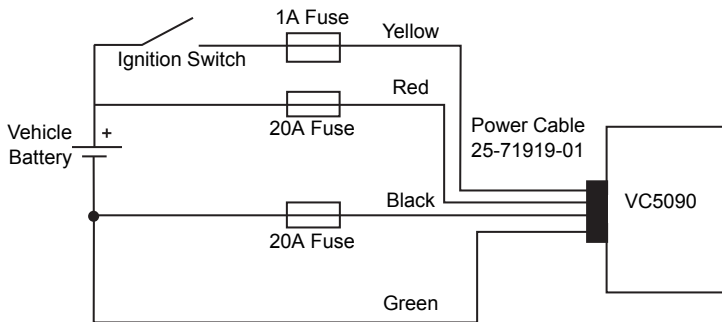 1A Fuse
Yellow
Ignition Switch
Red
20A Fuse
Vehicle
Battery
+
Power Cable
25-71919-01
Black
VC5090
20A Fuse
Green